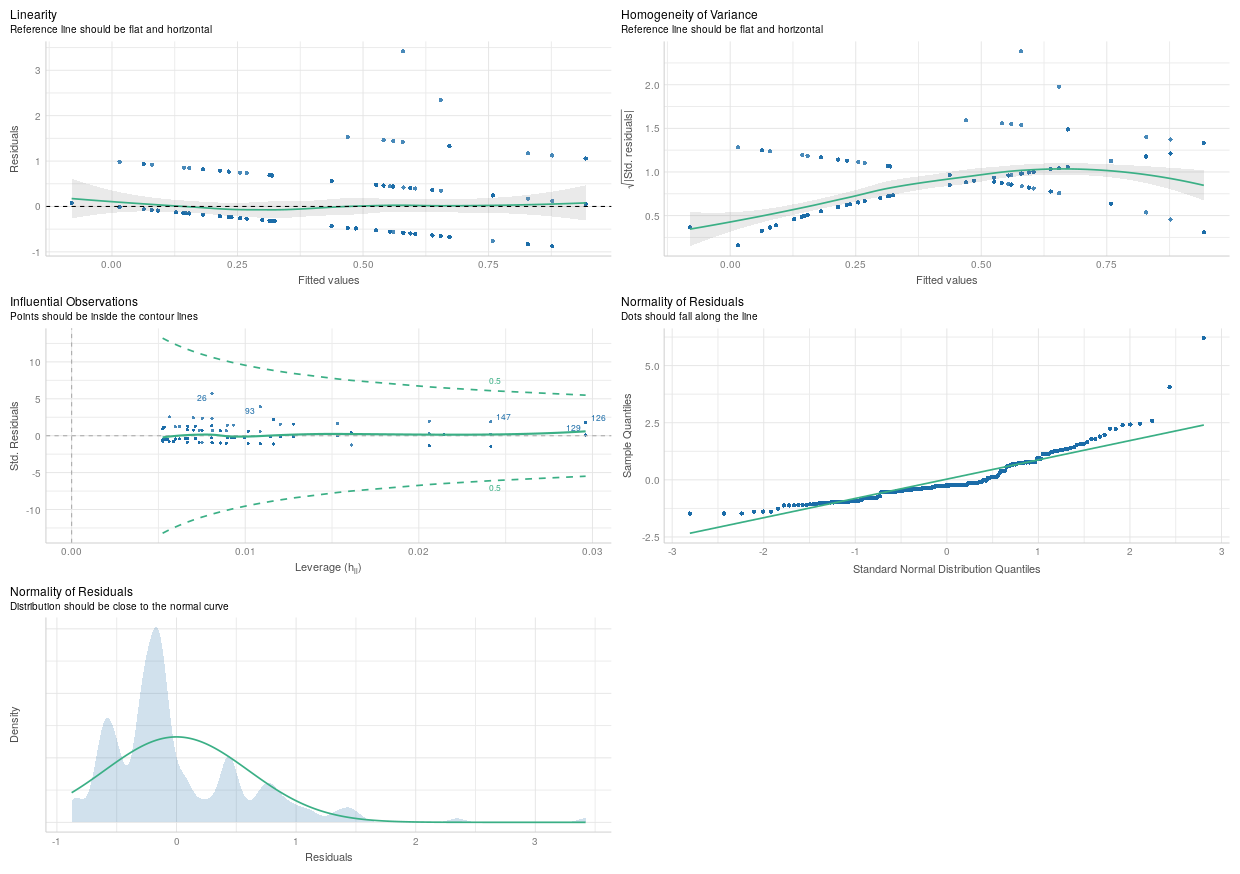 Linearity
Reference line should be flat and horizontal
Residuals
3
2
1
0
-1
0.00
0.25
0.50
0.75
Fitted values
Homogeneity of Variance
Reference line should be flat and horizontal
√|Std. residuals|
2.0
1.5
1.0
0.5
0.00
0.25
0.50
0.75
Fitted values
Influential Observations
Points should be inside the contour lines
Std. Residuals
10
5
0
-5
-10
0.5
26
93
147
126
129
0.5
0.00
0.01
0.02
0.03
Leverage (hii)
Normality of Residuals
Dots should fall along the line
Sample Quantiles
5.0
2.5
0.0
-2.5
-3
-2
-1
0
1
2
3
Standard Normal Distribution Quantiles
Normality of Residuals
Distribution should be close to the normal curve
Density
-1
0
1
2
3
Residuals